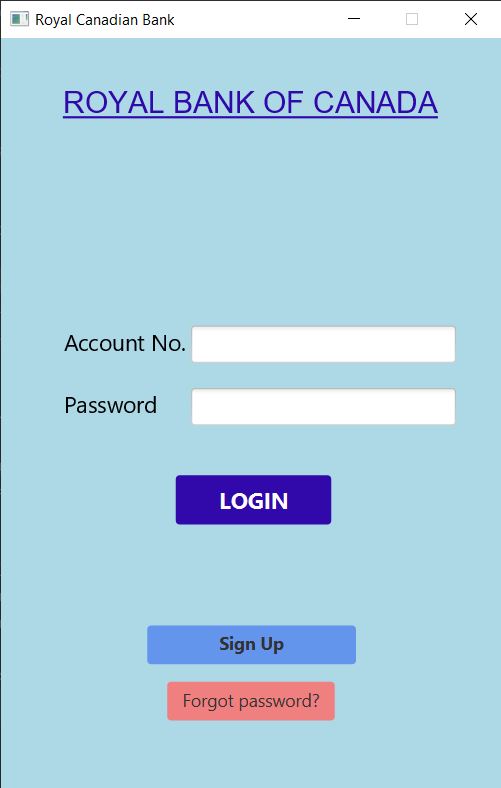 Royal Canadian Bank
ROYAL BANK OF CANADA
Account No.
Password
LOGIN
Sign Up
Forgot password?